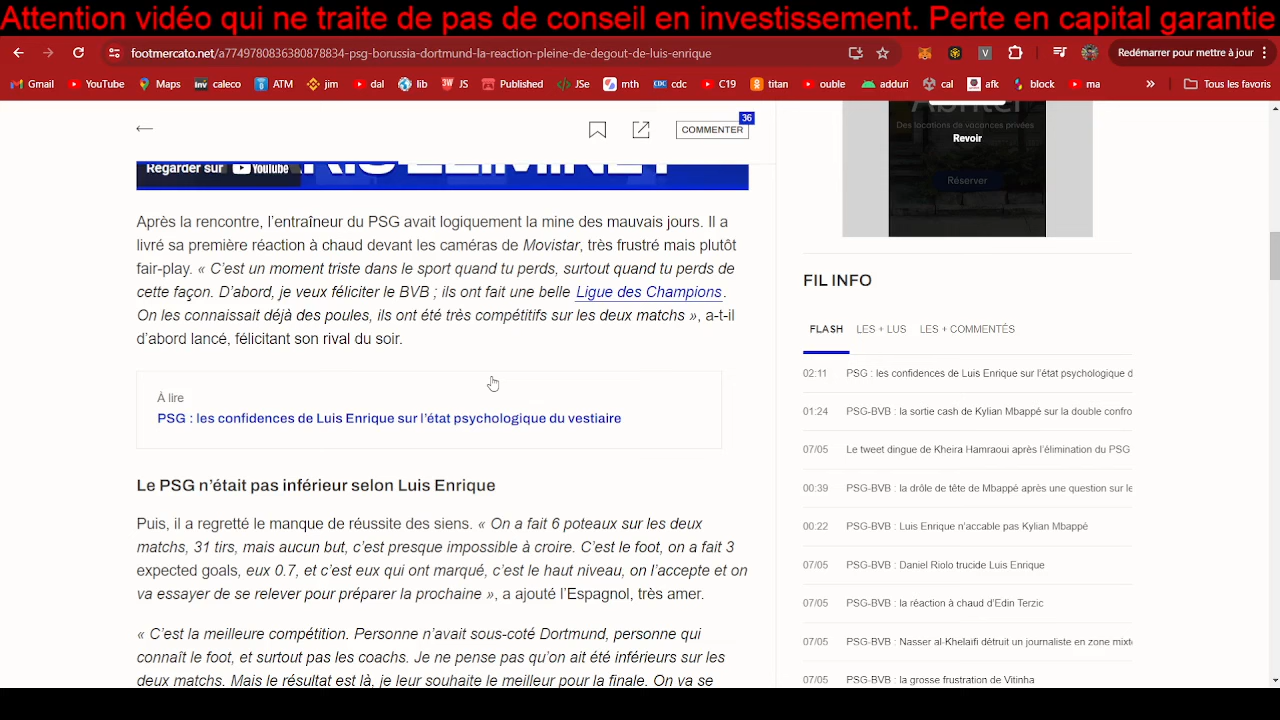 Attention vidéo qui ne traite de pas de conseil en investissement. Perte en capital garantie
footmercato.net/a7749780836380878834-psg-borussia-dortmund-la-reaction-pleine-de-degout-de-luis-enrique
Redémarrer pour mettre à jour
Gmail YouTube Maps caleco ATM jim dal lib JS Published JSe mth cdc C19 titan ouble adduri cal afk block ma » Tous les favoris
COMMENTER 36
Regarder sur YouTube
Après la rencontre, l’entraîneur du PSG avait logiquement la mine des mauvais jours. Il a
livré sa première réaction à chaud devant les caméras de Movistar, très frustré mais plutôt
fair-play. « C’est un moment triste dans le sport quand tu perds, surtout quand tu perds de
cette façon. D’abord, je veux féliciter le BVB ; ils ont fait une belle Ligue des Champions.
On les connaissait déjà des poules, ils ont été très compétitifs sur les deux matchs », a-t-il
d’abord lancé, félicitant son rival du soir.
À lire
PSG : les confidences de Luis Enrique sur l’état psychologique du vestiaire
Le PSG n’était pas inférieur selon Luis Enrique
Puis, il a regretté le manque de réussite des siens. « On a fait 6 poteaux sur les deux
matchs, 31 tirs, mais aucun but, c’est presque impossible à croire. C’est le foot, on a fait 3
expected goals, eux 0.7, et c’est eux qui ont marqué, c’est le haut niveau, on l’accepte et on
va essayer de se relever pour préparer la prochaine », a ajouté l’Espagnol, très amer.
« C’est la meilleure compétition. Personne n’avait sous-coté Dortmund, personne qui
connaît le foot, et surtout pas les coachs. Je ne pense pas qu’on ait été inférieurs sur les
deux matchs. Mais le résultat est là, je leur souhaite le meilleur pour la finale. On va se
Des locations de vacances privées
Revoir
Réserver
FIL INFO
FLASH LES + LUS LES + COMMENTÉS
02:11 PSG : les confidences de Luis Enrique sur l’état psychologique d
01:24 PSG-BVB : la sortie cash de Kylian Mbappé sur la double confro
07/05 Le tweet dingue de Kheira Hamraoui après l’élimination du PSG
00:39 PSG-BVB : la drôle de tête de Mbappé après une question sur le
00:22 PSG-BVB : Luis Enrique n’accable pas Kylian Mbappé
07/05 PSG-BVB : Daniel Riolo trucide Luis Enrique
07/05 PSG-BVB : la réaction à chaud d’Edin Terzic
07/05 PSG-BVB : Nasser al-Khelaïfi détruit un journaliste en zone mixte
07/05 PSG-BVB : la grosse frustration de Vitinha